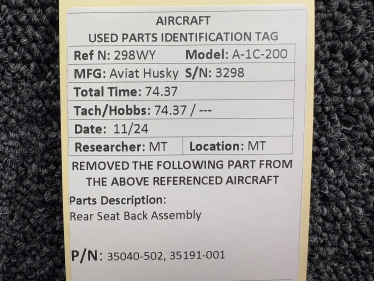 AIRCRAFT
USED PARTS IDENTIFICATION TAG
Ref N: 298WY Model: A-1C-200
MFG: Aviat Husky S/N: 3298
Total Time: 74.37
Tach/Hobbs: 74.37 / ---
Date: 11/24
Researcher: MT Location: MT
REMOVED THE FOLLOWING PART FROM
THE ABOVE REFERENCED AIRCRAFT
Parts Description:
Rear Seat Back Assembly
P/N: 35040-502, 35191-001